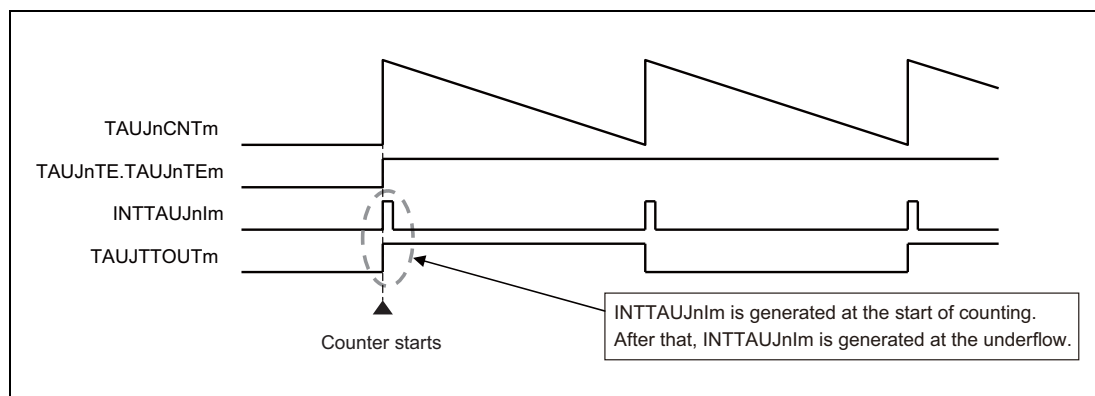 TAUJnCNTm
TAUJnTE.TAUJnTEm
INTTAUJnIm
TAUJTTOUTm
Counter starts
INTTAUJnIm is generated at the start of counting.
After that, INTTAUJnIm is generated at the underflow.